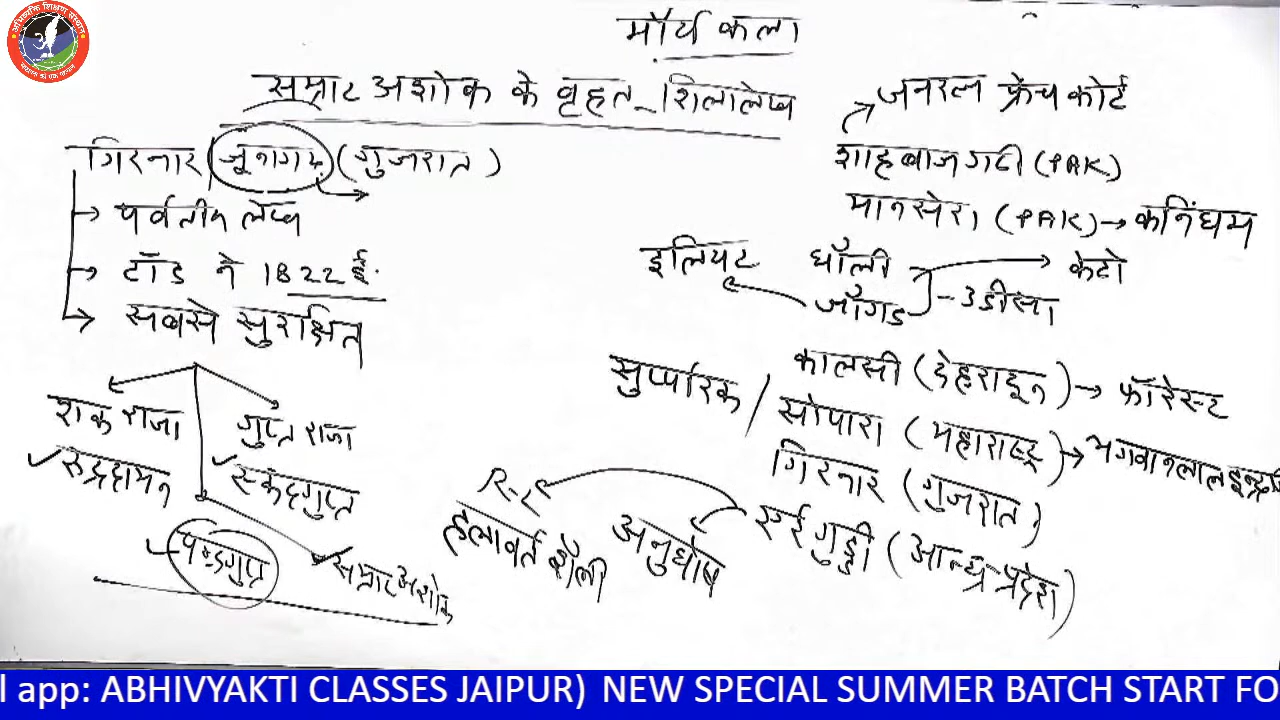 अभिव्यक्ति शिक्षण संस्थान
मौर्य कला
सम्राट अशोक के वृहत शिलालेख
गिरनार/जूनागढ़ (गुजरात)
→ पर्वतीय लेख
→ टॉड ने 1822 ई.
→ सबसे सुरक्षित
शक राजा
✓ रुद्रदामन
गुप्त राजा
✓ स्कंदगुप्त
✓ चन्द्रगुप्त
✓ सम्राट अशोक
जनरल फ्रेंच कोर्ट
शाहबाजगढी (PAK)
मानसेरा (PAK) → कनिंघम
इलियट
धौली
जौगड - उडीसा
केटो
कालसी (देहरादून) → फॉरेस्ट
सुर्प्पारक / सोपारा (महाराष्ट्र) → भगवानलाल
गिरनार (गुजरात)
एर्रगुड्डी (आन्ध्र-प्रदेश)
R-L
हलावर्त शैली
अनुघोष
l app: ABHIVYAKTI CLASSES JAIPUR) NEW SPECIAL SUMMER BATCH START FO